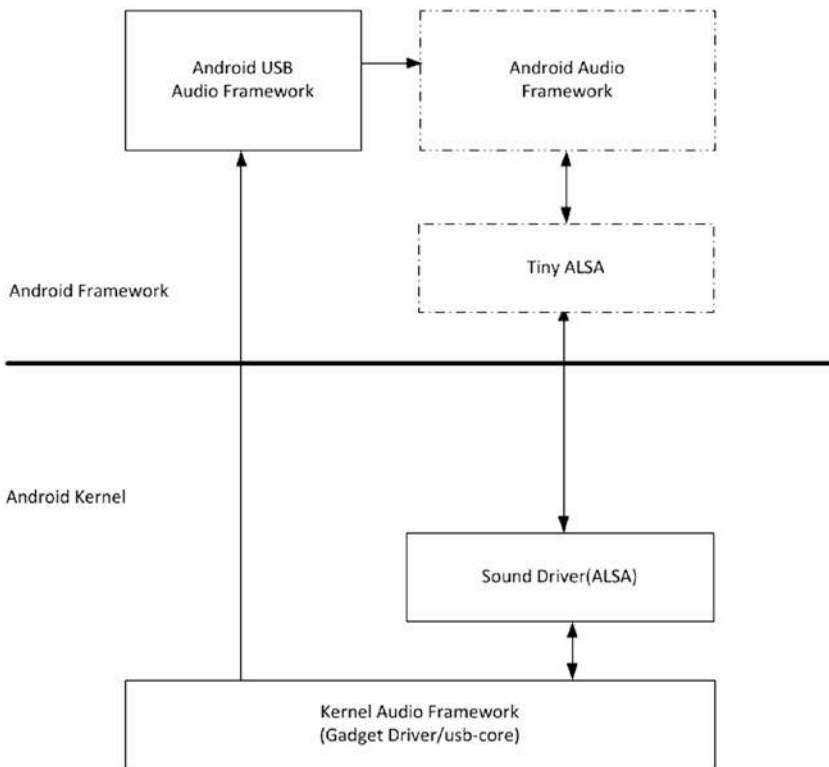 Android USB
Audio Framework
Android Audio
Framework
Tiny ALSA
Android Framework
Android Kernel
Sound Driver(ALSA)
Kernel Audio Framework
(Gadget Driver/usb-core)